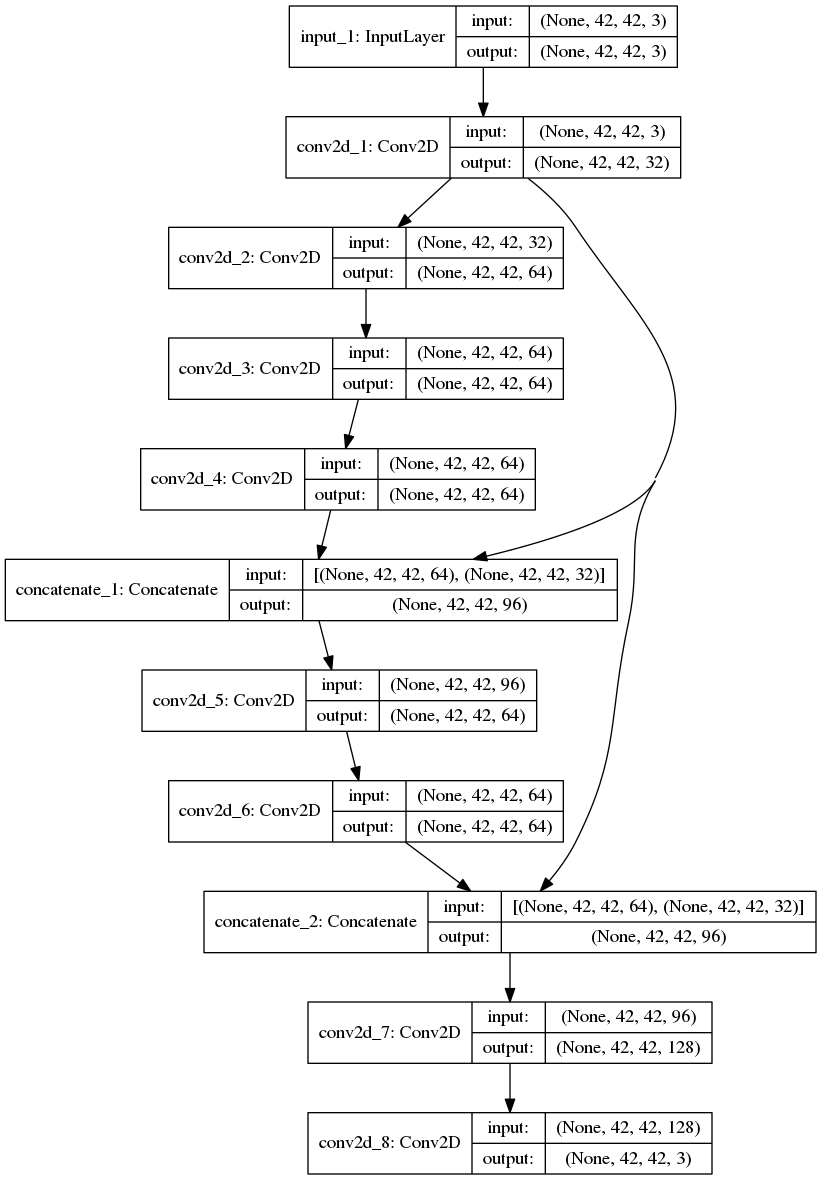 input_1: InputLayer
input: (None, 42, 42, 3)
output: (None, 42, 42, 3)
conv2d_1: Conv2D
input: (None, 42, 42, 3)
output: (None, 42, 42, 32)
conv2d_2: Conv2D
input: (None, 42, 42, 32)
output: (None, 42, 42, 64)
conv2d_3: Conv2D
input: (None, 42, 42, 64)
output: (None, 42, 42, 64)
conv2d_4: Conv2D
input: (None, 42, 42, 64)
output: (None, 42, 42, 64)
concatenate_1: Concatenate
input: [(None, 42, 42, 64), (None, 42, 42, 32)]
output: (None, 42, 42, 96)
conv2d_5: Conv2D
input: (None, 42, 42, 96)
output: (None, 42, 42, 64)
conv2d_6: Conv2D
input: (None, 42, 42, 64)
output: (None, 42, 42, 64)
concatenate_2: Concatenate
input: [(None, 42, 42, 64), (None, 42, 42, 32)]
output: (None, 42, 42, 96)
conv2d_7: Conv2D
input: (None, 42, 42, 96)
output: (None, 42, 42, 128)
conv2d_8: Conv2D
input: (None, 42, 42, 128)
output: (None, 42, 42, 3)